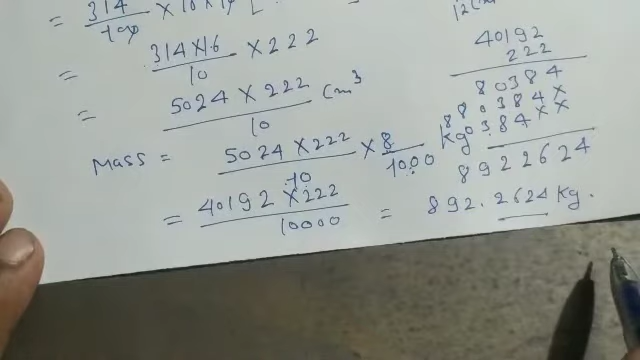 = 314/100 × 16 × 1
= 314×16/10 × 222
= 5024 × 222/10 Cm³
Mass = 5024 × 222/10 × 8/1000 Kg
= 40192 × 222/10000 = 892.2624 Kg.
40192
222
80384
80384×
80384××
8922624